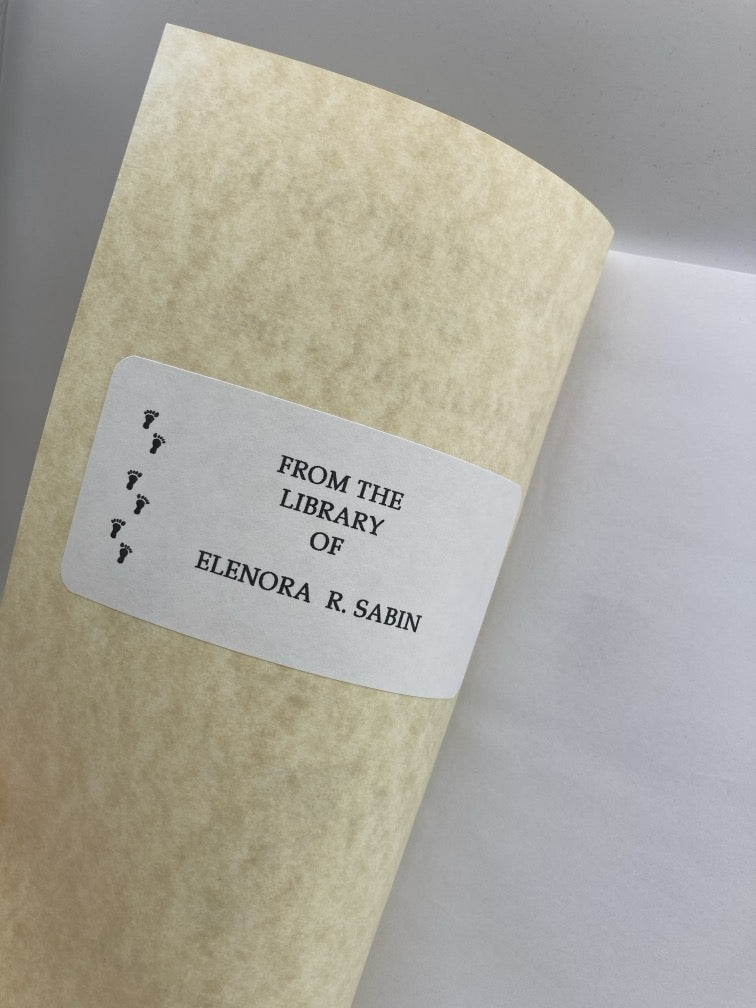 FROM THE
LIBRARY
OF
ELENORA R. SABIN